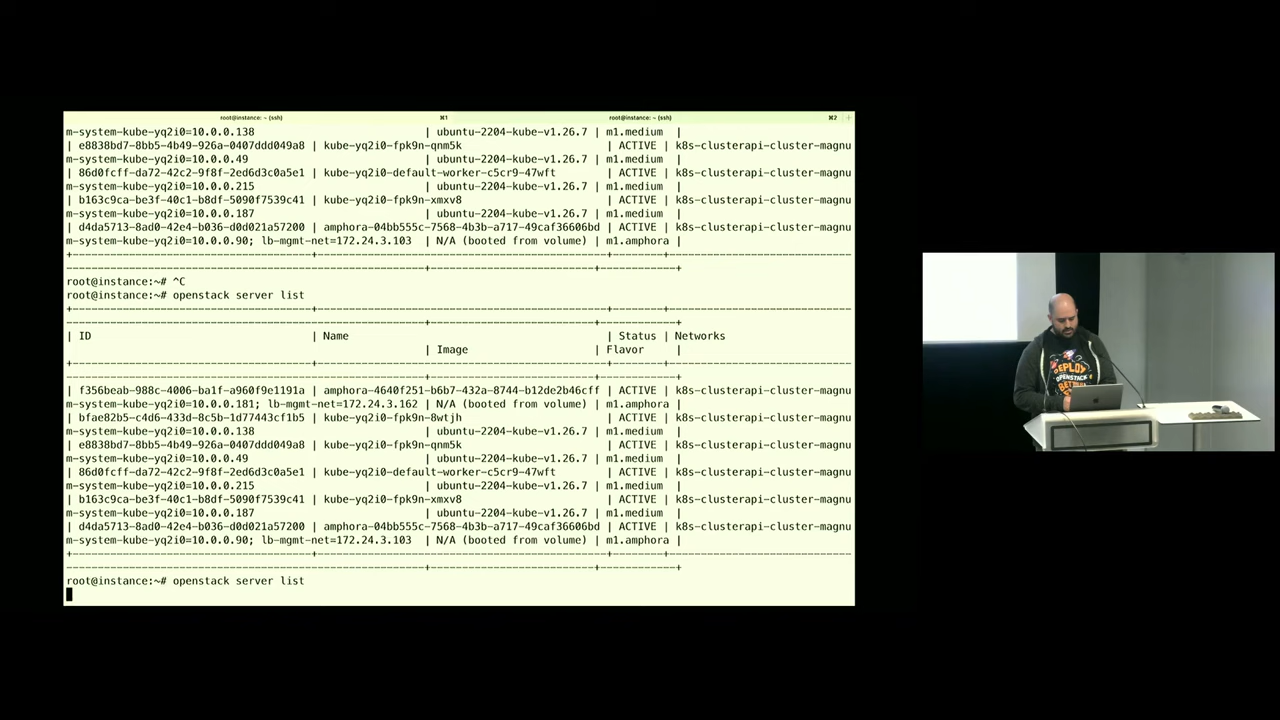 root@instance: ~ (ssh) ⌘1 root@instance: ~ (ssh) ⌘2 +
m-system-kube-yq2i0=10.0.0.138 | ubuntu-2204-kube-v1.26.7 | m1.medium |
| e8838bd7-8bb5-4b49-926a-0407ddd049a8 | kube-yq2i0-fpk9n-qnm5k | ACTIVE | k8s-clusterapi-cluster-magnu
m-system-kube-yq2i0=10.0.0.49 | ubuntu-2204-kube-v1.26.7 | m1.medium |
| 86d0fcff-da72-42c2-9f8f-2ed6d3c0a5e1 | kube-yq2i0-default-worker-c5cr9-47wft | ACTIVE | k8s-clusterapi-cluster-magnu
m-system-kube-yq2i0=10.0.0.215 | ubuntu-2204-kube-v1.26.7 | m1.medium |
| b163c9ca-be3f-40c1-b8df-5090f7539c41 | kube-yq2i0-fpk9n-xmxv8 | ACTIVE | k8s-clusterapi-cluster-magnu
m-system-kube-yq2i0=10.0.0.187 | ubuntu-2204-kube-v1.26.7 | m1.medium |
| d4da5713-8ad0-42e4-b036-d0d021a57200 | amphora-04bb555c-7568-4b3b-a717-49caf36606bd | ACTIVE | k8s-clusterapi-cluster-magnu
m-system-kube-yq2i0=10.0.0.90; lb-mgmt-net=172.24.3.103 | N/A (booted from volume) | m1.amphora |
root@instance:~# ^C
root@instance:~# openstack server list
| ID | Name | Status | Networks
| Image | Flavor |
| f356beab-988c-4006-ba1f-a960f9e1191a | amphora-4640f251-b6b7-432a-8744-b12de2b46cff | ACTIVE | k8s-clusterapi-cluster-magnu
m-system-kube-yq2i0=10.0.0.181; lb-mgmt-net=172.24.3.162 | N/A (booted from volume) | m1.amphora |
| bfae82b5-c4d6-433d-8c5b-1d77443cf1b5 | kube-yq2i0-fpk9n-8wtjh | ACTIVE | k8s-clusterapi-cluster-magnu
m-system-kube-yq2i0=10.0.0.138 | ubuntu-2204-kube-v1.26.7 | m1.medium |
| e8838bd7-8bb5-4b49-926a-0407ddd049a8 | kube-yq2i0-fpk9n-qnm5k | ACTIVE | k8s-clusterapi-cluster-magnu
m-system-kube-yq2i0=10.0.0.49 | ubuntu-2204-kube-v1.26.7 | m1.medium |
| 86d0fcff-da72-42c2-9f8f-2ed6d3c0a5e1 | kube-yq2i0-default-worker-c5cr9-47wft | ACTIVE | k8s-clusterapi-cluster-magnu
m-system-kube-yq2i0=10.0.0.215 | ubuntu-2204-kube-v1.26.7 | m1.medium |
| b163c9ca-be3f-40c1-b8df-5090f7539c41 | kube-yq2i0-fpk9n-xmxv8 | ACTIVE | k8s-clusterapi-cluster-magnu
m-system-kube-yq2i0=10.0.0.187 | ubuntu-2204-kube-v1.26.7 | m1.medium |
| d4da5713-8ad0-42e4-b036-d0d021a57200 | amphora-04bb555c-7568-4b3b-a717-49caf36606bd | ACTIVE | k8s-clusterapi-cluster-magnu
m-system-kube-yq2i0=10.0.0.90; lb-mgmt-net=172.24.3.103 | N/A (booted from volume) | m1.amphora |
root@instance:~# openstack server list
DEPLOY
OPENSTACK
BETTER